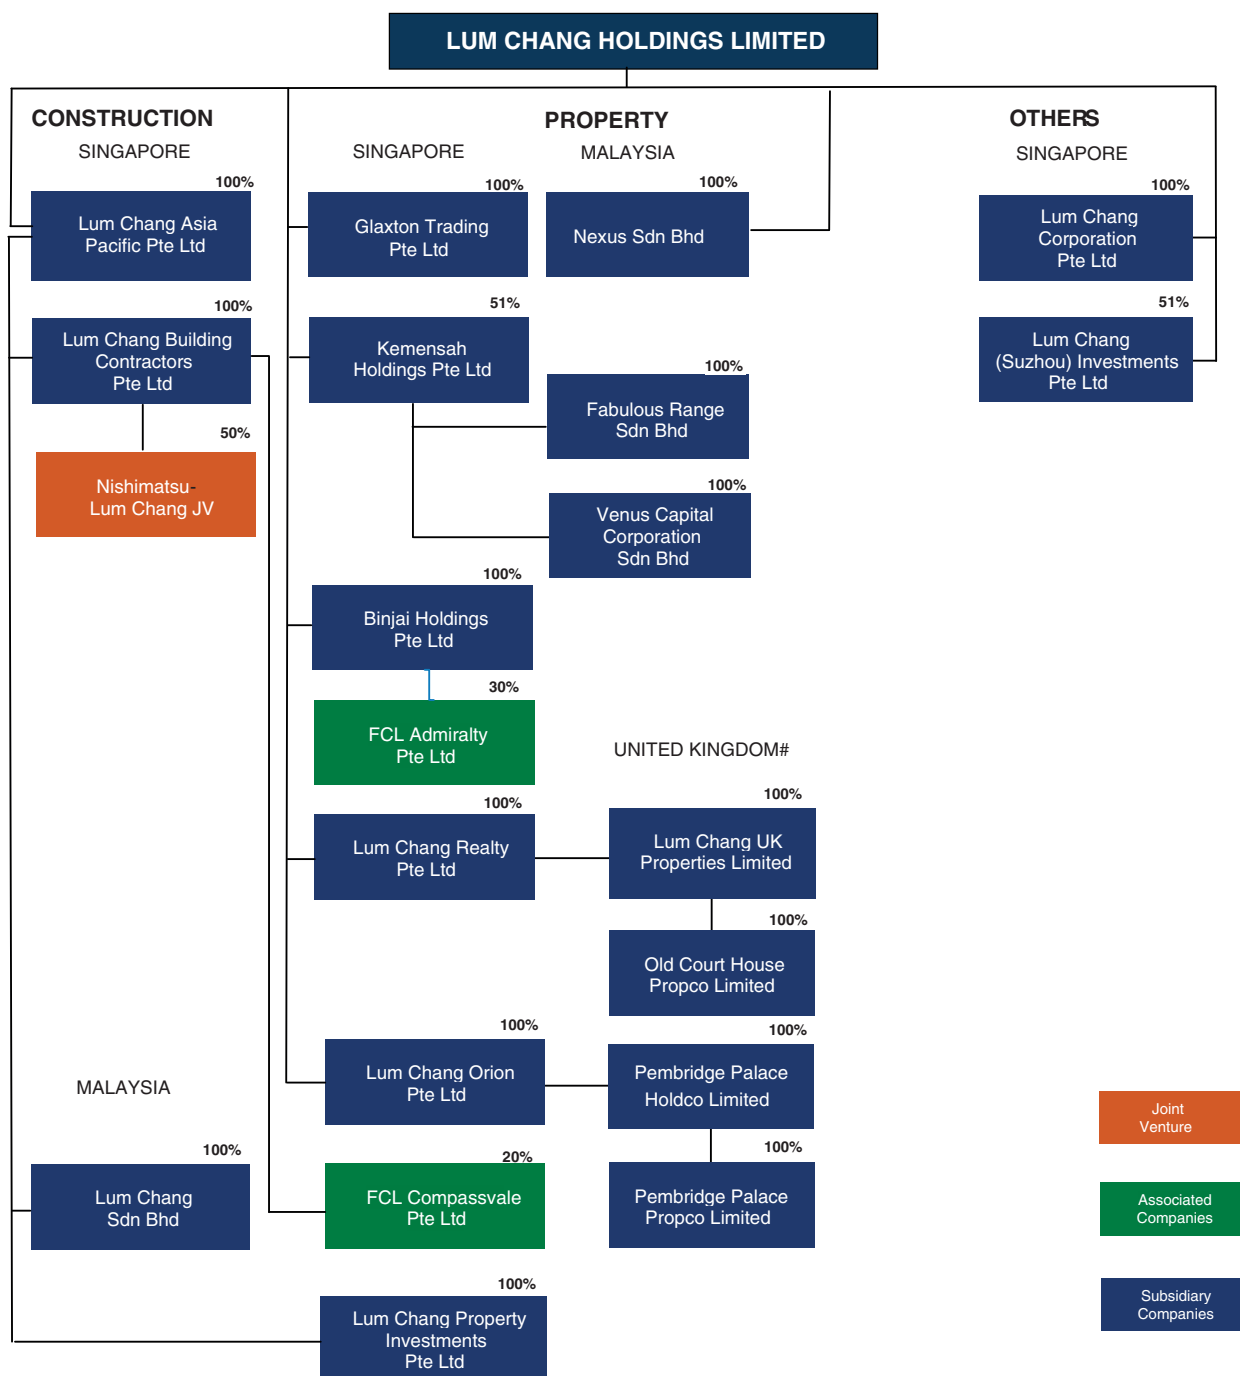 LUM CHANG HOLDINGS LIMITED
CONSTRUCTION
SINGAPORE
100%
Lum Chang Asia
Pacific Pte Ltd
100%
Lum Chang Building
Contractors
Pte Ltd
50%
Nishimatsu-
Lum Chang JV
MALAYSIA
100%
Lum Chang
Sdn Bhd
PROPERTY
SINGAPORE
100%
Glaxton Trading
Pte Ltd
51%
Kemensah
Holdings Pte Ltd
100%
Binjai Holdings
Pte Ltd
30%
FCL Admiralty
Pte Ltd
100%
Lum Chang Realty
Pte Ltd
100%
Lum Chang Orion
Pte Ltd
20%
FCL Compassvale
Pte Ltd
100%
Lum Chang Property
Investments
Pte Ltd
MALAYSIA
100%
Nexus Sdn Bhd
100%
Fabulous Range
Sdn Bhd
100%
Venus Capital
Corporation
Sdn Bhd
UNITED KINGDOM#
100%
Lum Chang UK
Properties Limited
100%
Old Court House
Propco Limited
100%
Pembridge Palace
Holdco Limited
100%
Pembridge Palace
Propco Limited
OTHERS
SINGAPORE
100%
Lum Chang
Corporation
Pte Ltd
51%
Lum Chang
(Suzhou) Investments
Pte Ltd
Joint
Venture
Associated
Companies
Subsidiary
Companies